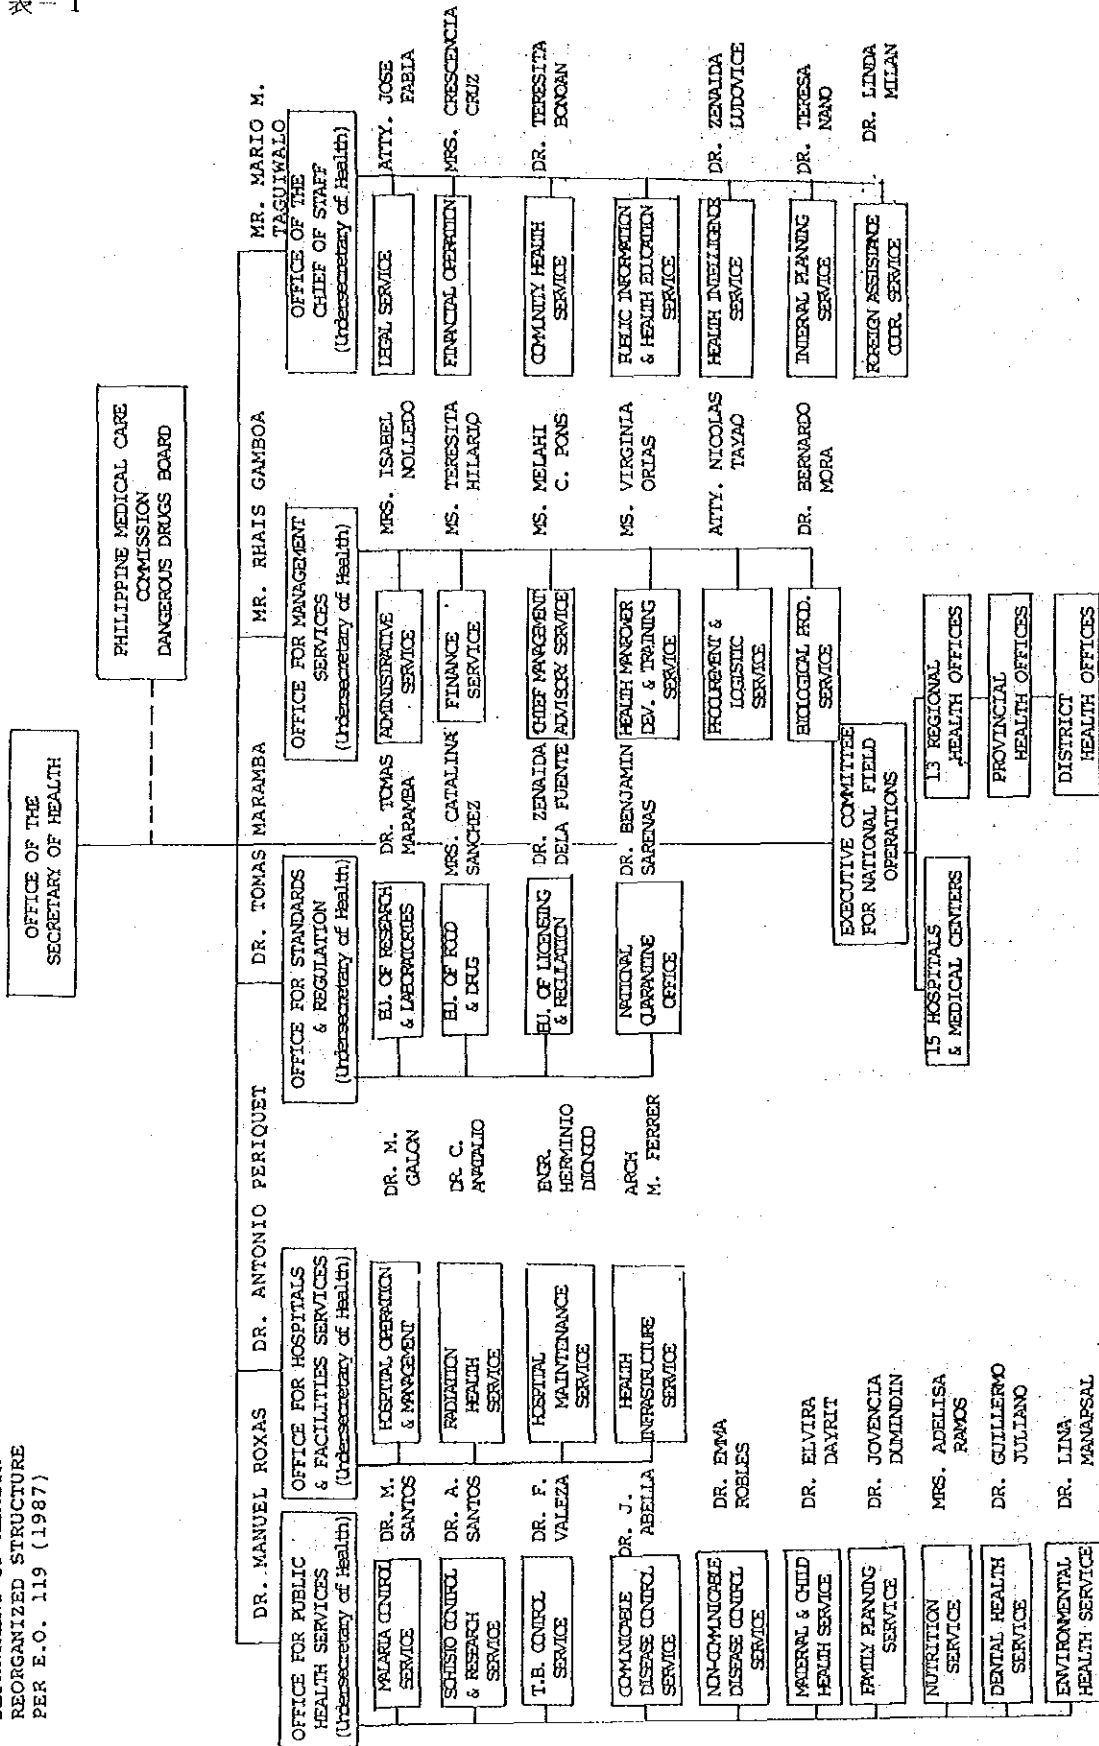 表－1
REORGANIZED STRUCTURE
PER E.O. 119 (1987)
OFFICE OF THE
SECRETARY OF HEALTH
PHILIPPINE MEDICAL CARE
COMMISSION
DANGEROUS DRUGS BOARD
DR. MANUEL ROXAS
OFFICE FOR PUBLIC
HEALTH SERVICES
(Undersecretary of Health)
MALARIA CONTROL
SERVICE
DR. M.
SANTOS
SCHISTO CONTROL
& RESEARCH
SERVICE
DR. A.
SANTOS
T.B. CONTROL
SERVICE
DR. F.
VALEZA
COMMUNICABLE
DISEASE CONTROL
SERVICE
DR. J.
ABELLA
NON-COMMUNICABLE
DISEASE CONTROL
SERVICE
DR. EMMA
ROBLES
MATERNAL & CHILD
HEALTH SERVICE
DR. ELVIRA
DAYRIT
FAMILY PLANNING
SERVICE
DR. JOVENCIA
DUMINDIN
NUTRITION
SERVICE
MRS. ADELISA
RAMOS
DENTAL HEALTH
SERVICE
DR. GUILLERMO
JULIANO
ENVIRONMENTAL
HEALTH SERVICE
DR. LINA
MANAPSAL
DR. ANTONIO PERIQUET
OFFICE FOR HOSPITALS
& FACILITIES SERVICES
(Undersecretary of Health)
HOSPITAL OPERATION
& MANAGEMENT
DR. M.
GALON
RADIATION
HEALTH
SERVICE
DR. C.
ANATALIO
HOSPITAL
MAINTENANCE
SERVICE
ENGR.
HERMINIO
DIONGCO
HEALTH
INFRASTRUCTURE
SERVICE
ARCH
M. FERRER
DR. TOMAS MARAMBA
OFFICE FOR STANDARDS
& REGULATION
(Undersecretary of Health)
BU. OF RESEARCH
& LABORATORIES
DR. TOMAS
MARAMBA
BU. OF FOOD
& DRUG
MRS. CATALINA
SANCHEZ
BU. OF LICENSING
& REGULATION
DR. ZENAIDA
DELA FUENTE
NATIONAL
QUARANTINE
OFFICE
DR. BENJAMIN
SARENAS
MR. RHAIS GAMBOA
OFFICE FOR MANAGEMENT
SERVICES
(Undersecretary of Health)
ADMINISTRATIVE
SERVICE
MRS. ISABEL
NOLLEDO
FINANCE
SERVICE
MS. TERESITA
HILARIO
CHIEF MANAGEMENT
ADVISORY SERVICE
MS. MELAHI
C. PONS
HEALTH MANPOWER
DEV. & TRAINING
SERVICE
MS. VIRGINIA
ORIAS
PROCUREMENT &
LOGISTIC
SERVICE
ATTY. NICOLAS
TAYAO
BIOLOGICAL PROD.
SERVICE
DR. BERNARDO
MORA
MR. MARIO M.
TAGUIWALO
OFFICE OF THE
CHIEF OF STAFF
(Undersecretary of Health)
LEGAL SERVICE
ATTY. JOSE
FABIA
FINANCIAL OPERATION
MRS. CRESCENCIA
CRUZ
COMMUNITY HEALTH
SERVICE
DR. TERESITA
BONOAN
PUBLIC INFORMATION
& HEALTH EDUCATION
SERVICE
HEALTH INTELLIGENCE
SERVICE
DR. ZENAIDA
LUDOVICE
INTERNAL PLANNING
SERVICE
DR. TERESA
NANO
FOREIGN ASSISTANCE
COOR. SERVICE
DR. LINDA
MILAN
EXECUTIVE COMMITTEE
FOR NATIONAL FIELD
OPERATIONS
15 HOSPITALS
& MEDICAL CENTERS
13 REGIONAL
HEALTH OFFICES
PROVINCIAL
HEALTH OFFICES
DISTRICT
HEALTH OFFICES